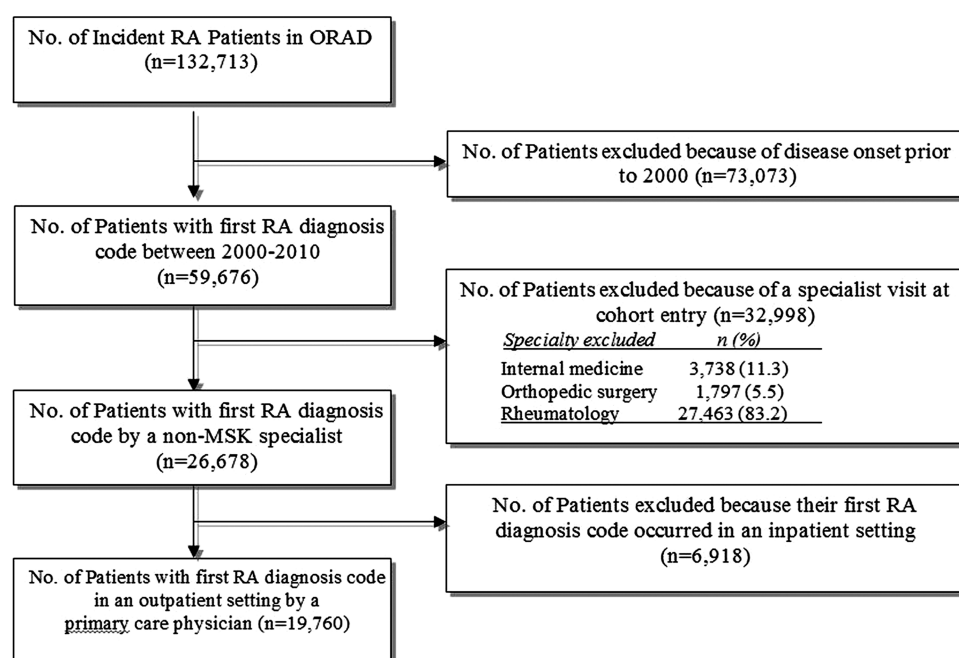 No. of Incident RA Patients in ORAD
(n=132,713)
No. of Patients excluded because of disease onset prior
to 2000 (n=73,073)
No. of Patients with first RA diagnosis
code between 2000-2010
(n=59,676)
No. of Patients excluded because of a specialist visit at
cohort entry (n=32,998)
Specialty excluded n (%)
Internal medicine 3,738 (11.3)
Orthopedic surgery 1,797 (5.5)
Rheumatology 27,463 (83.2)
No. of Patients with first RA diagnosis
code by a non-MSK specialist
(n=26,678)
No. of Patients excluded because their first RA
diagnosis code occurred in an inpatient setting
(n=6,918)
No. of Patients with first RA diagnosis code
in an outpatient setting by a
primary care physician (n=19,760)